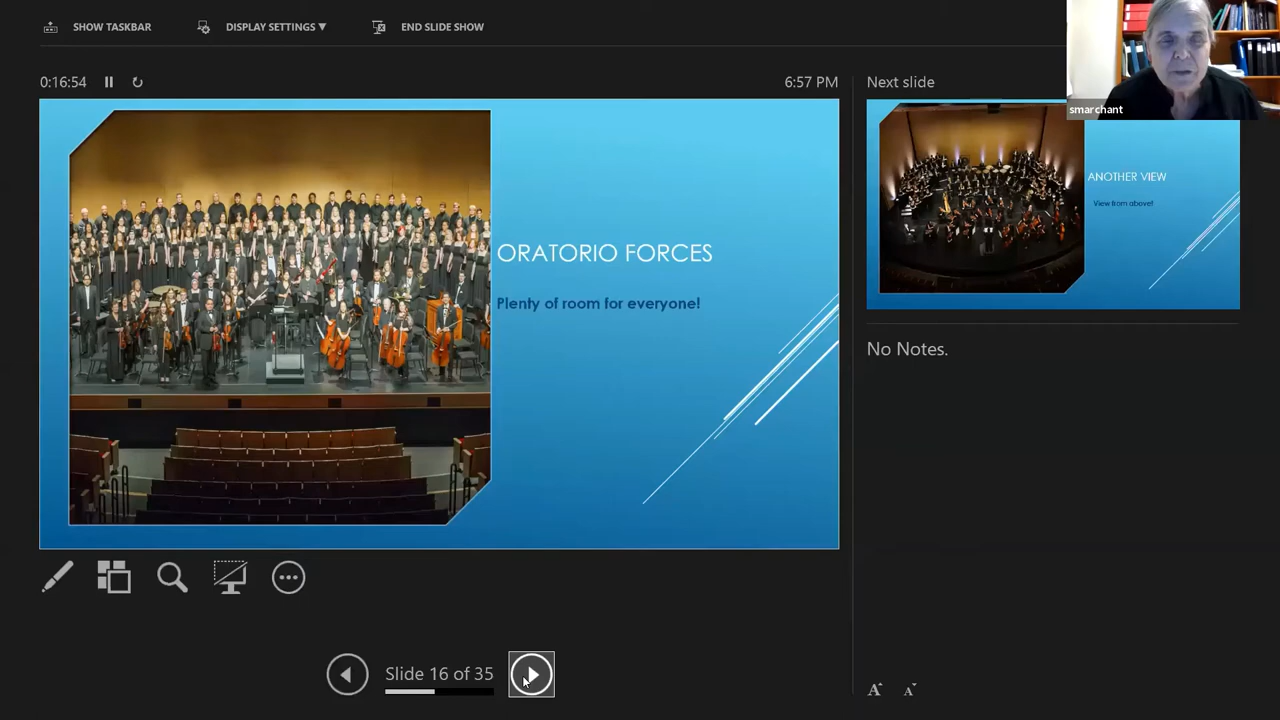 SHOW TASKBAR
DISPLAY SETTINGS ▼
END SLIDE SHOW
0:16:54
6:57 PM
Next slide
smarchant
ORATORIO FORCES
Plenty of room for everyone!
ANOTHER VIEW
View from above!
No Notes.
Slide 16 of 35
A A